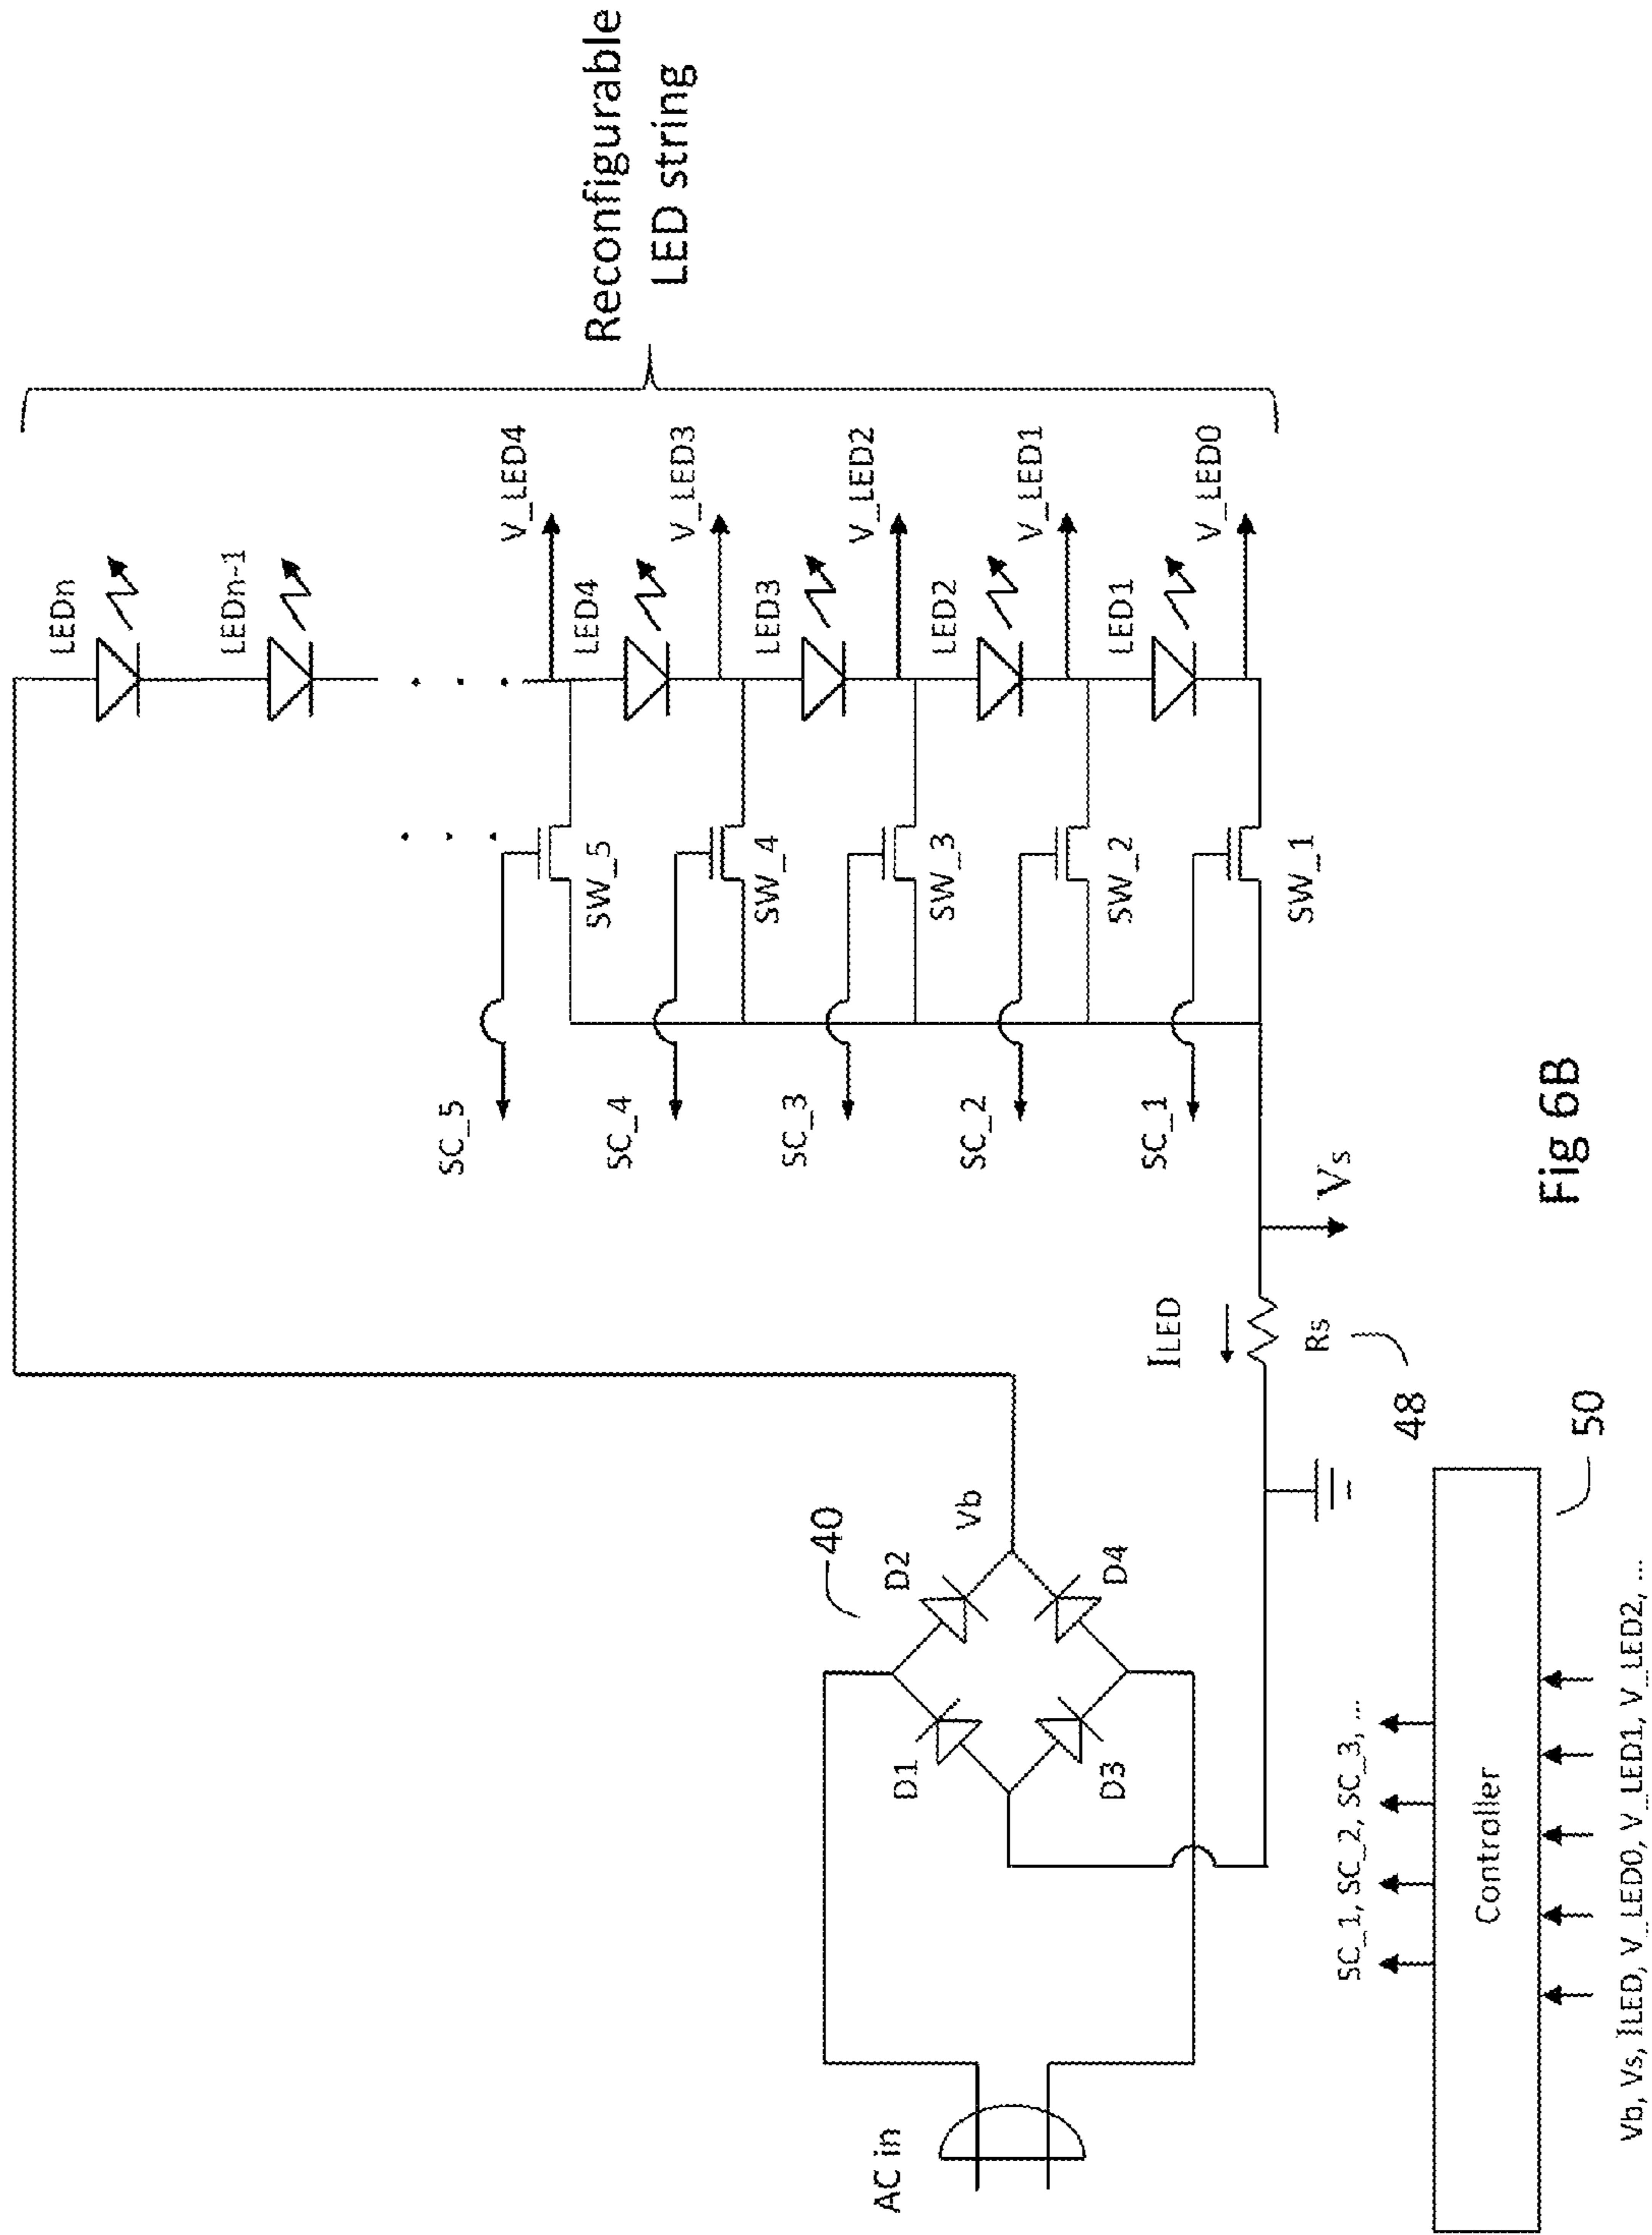 LEDn
LEDn-1
V_LED4
LED4
V_LED3
LED3
V_LED2
LED2
V_LED1
LED1
V_LED0
Reconfigurable
LED string
SC_5
SW_5
SC_4
SW_4
SC_3
SW_3
SC_2
SW_2
SC_1
SW_1
AC in
40
D1
D2
D3
D4
Vb
ILED
Rs
48
Vs
SC_1, SC_2, SC_3, ...
Controller
50
Vb, Vs, ILED, V_LED0, V_LED1, V_LED2, ...
Fig 6B